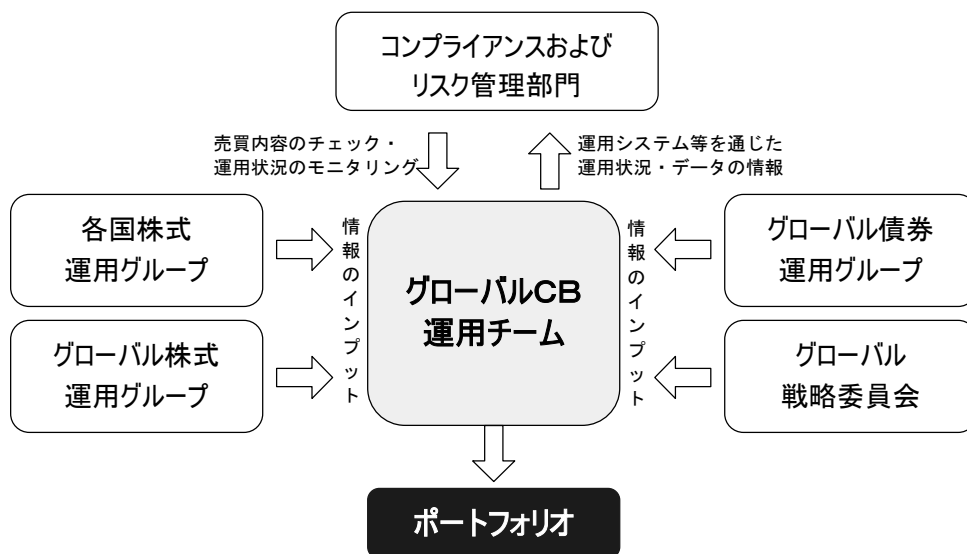 コンプライアンスおよび
リスク管理部門
売買内容のチェック・
運用状況のモニタリング
運用システム等を通じた
運用状況・データの情報
各国株式
運用グループ
グローバル株式
運用グループ
情報のインプット
グローバルCB
運用チーム
情報のインプット
グローバル債券
運用グループ
グローバル
戦略委員会
ポートフォリオ